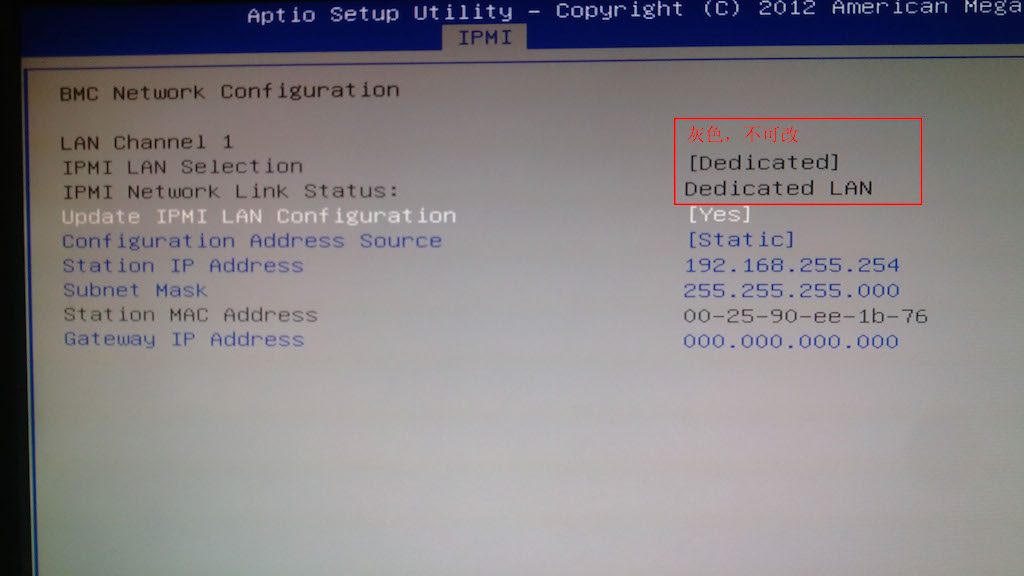 Aptio Setup Utility - Copyright (C) 2012 American Mega
IPMI
BMC Network Configuration
灰色，不可改
LAN Channel 1
IPMI LAN Selection [Dedicated]
IPMI Network Link Status: Dedicated LAN
Update IPMI LAN Configuration [Yes]
Configuration Address Source [Static]
Station IP Address 192.168.255.254
Subnet Mask 255.255.255.000
Station MAC Address 00-25-90-ee-1b-76
Gateway IP Address 000.000.000.000